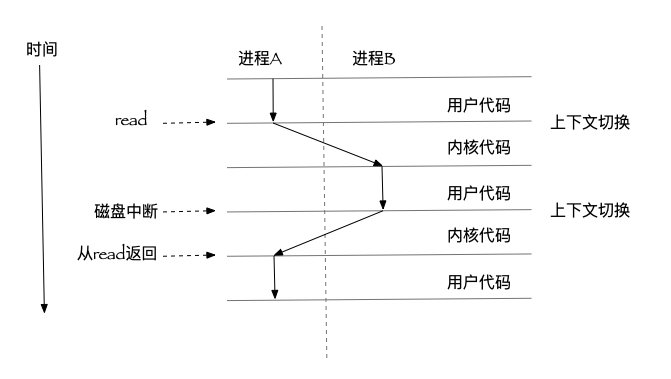 时间
进程A
进程B
用户代码
read
上下文切换
内核代码
用户代码
磁盘中断
上下文切换
内核代码
从read返回
用户代码